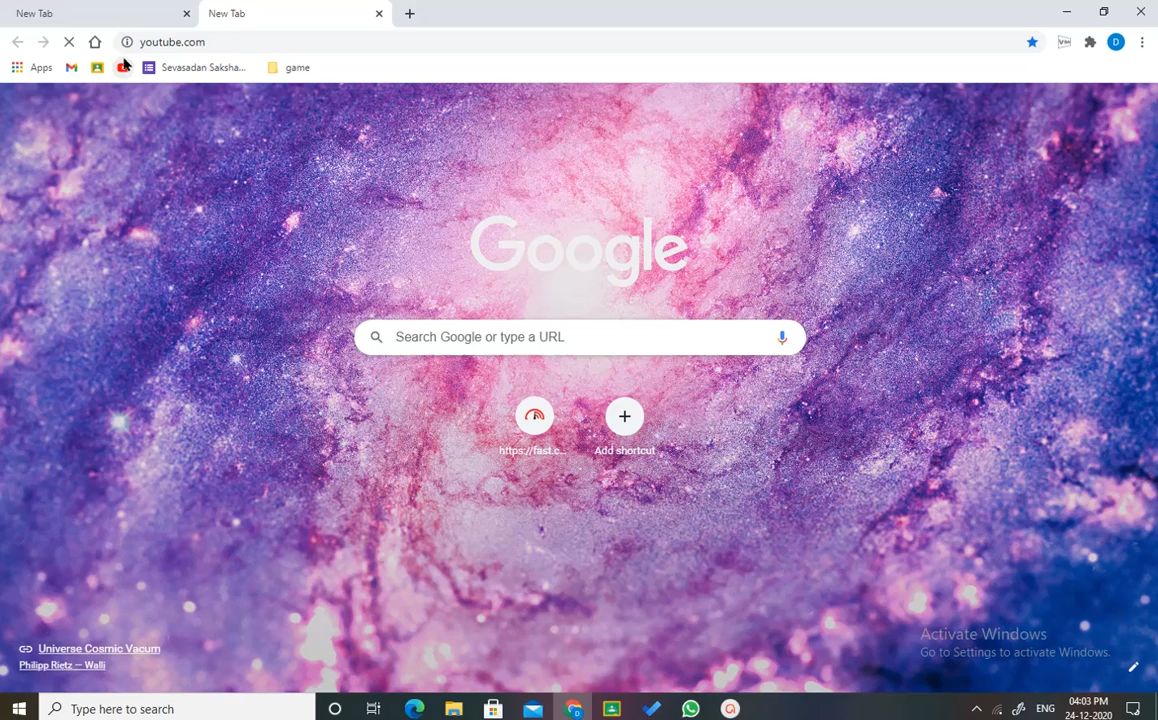 New Tab
New Tab
youtube.com
Apps
Sevasadan Saksha...
game
Google
Search Google or type a URL
https://fast.c...
Add shortcut
Activate Windows
Go to Settings to activate Windows.
Universe Cosmic Vacum
Philipp Rietz — Walli
Type here to search
ENG
04:03 PM
24-12-2020
D